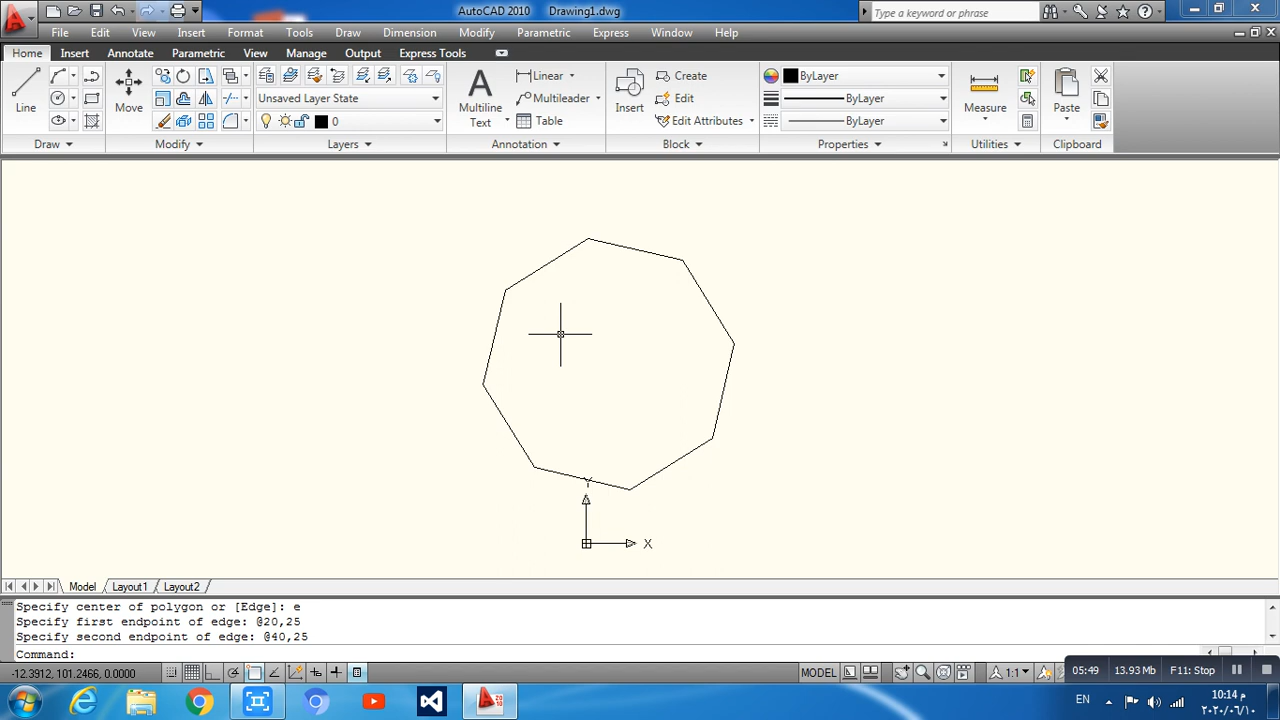 AutoCAD 2010 Drawing1.dwg
Type a keyword or phrase
File Edit View Insert Format Tools Draw Dimension Modify Parametric Express Window Help
Home Insert Annotate Parametric View Manage Output Express Tools
Linear
Create
ByLayer
Unsaved Layer State
Multileader
Edit
ByLayer
Line
Move
Multiline
Text
Insert
Measure
Paste
0
Table
Edit Attributes
ByLayer
Draw
Modify
Layers
Annotation
Block
Properties
Utilities
Clipboard
Y
X
Model Layout1 Layout2
Specify center of polygon or [Edge]: e
Specify first endpoint of edge: @20,25
Specify second endpoint of edge: @40,25
Command:
-12.3912, 101.2466, 0.0000
MODEL
1:1
05:49 13.93 Mb F11: Stop
EN
10:14 م
٢٠٢٠/٠٦/١٠